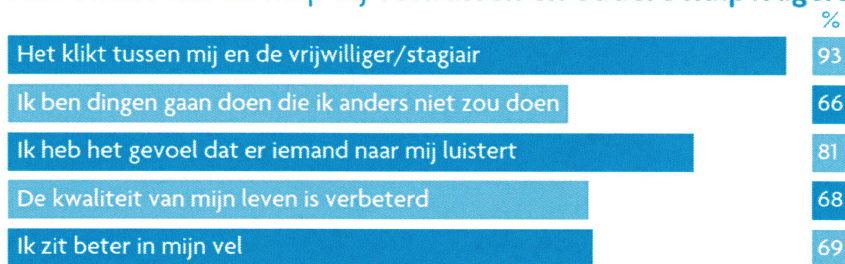 %
Het klikt tussen mij en de vrijwilliger/stagiair 93
Ik ben dingen gaan doen die ik anders niet zou doen 66
Ik heb het gevoel dat er iemand naar mij luistert 81
De kwaliteit van mijn leven is verbeterd 68
Ik zit beter in mijn vel 69